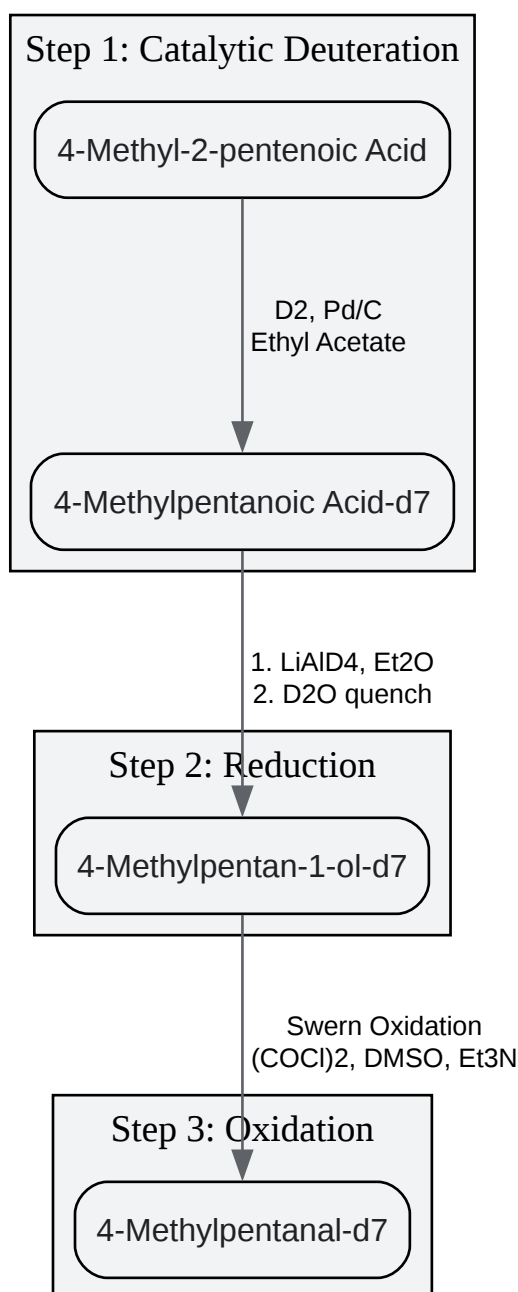 Step 1: Catalytic Deuteration
4-Methyl-2-pentenoic Acid
D2, Pd/C
Ethyl Acetate
4-Methylpentanoic Acid-d7
1. LiAlD4, Et2O
2. D2O quench
Step 2: Reduction
4-Methylpentan-1-ol-d7
Swern Oxidation
(COCl)2, DMSO, Et3N
Step 3: Oxidation
4-Methylpentanal-d7